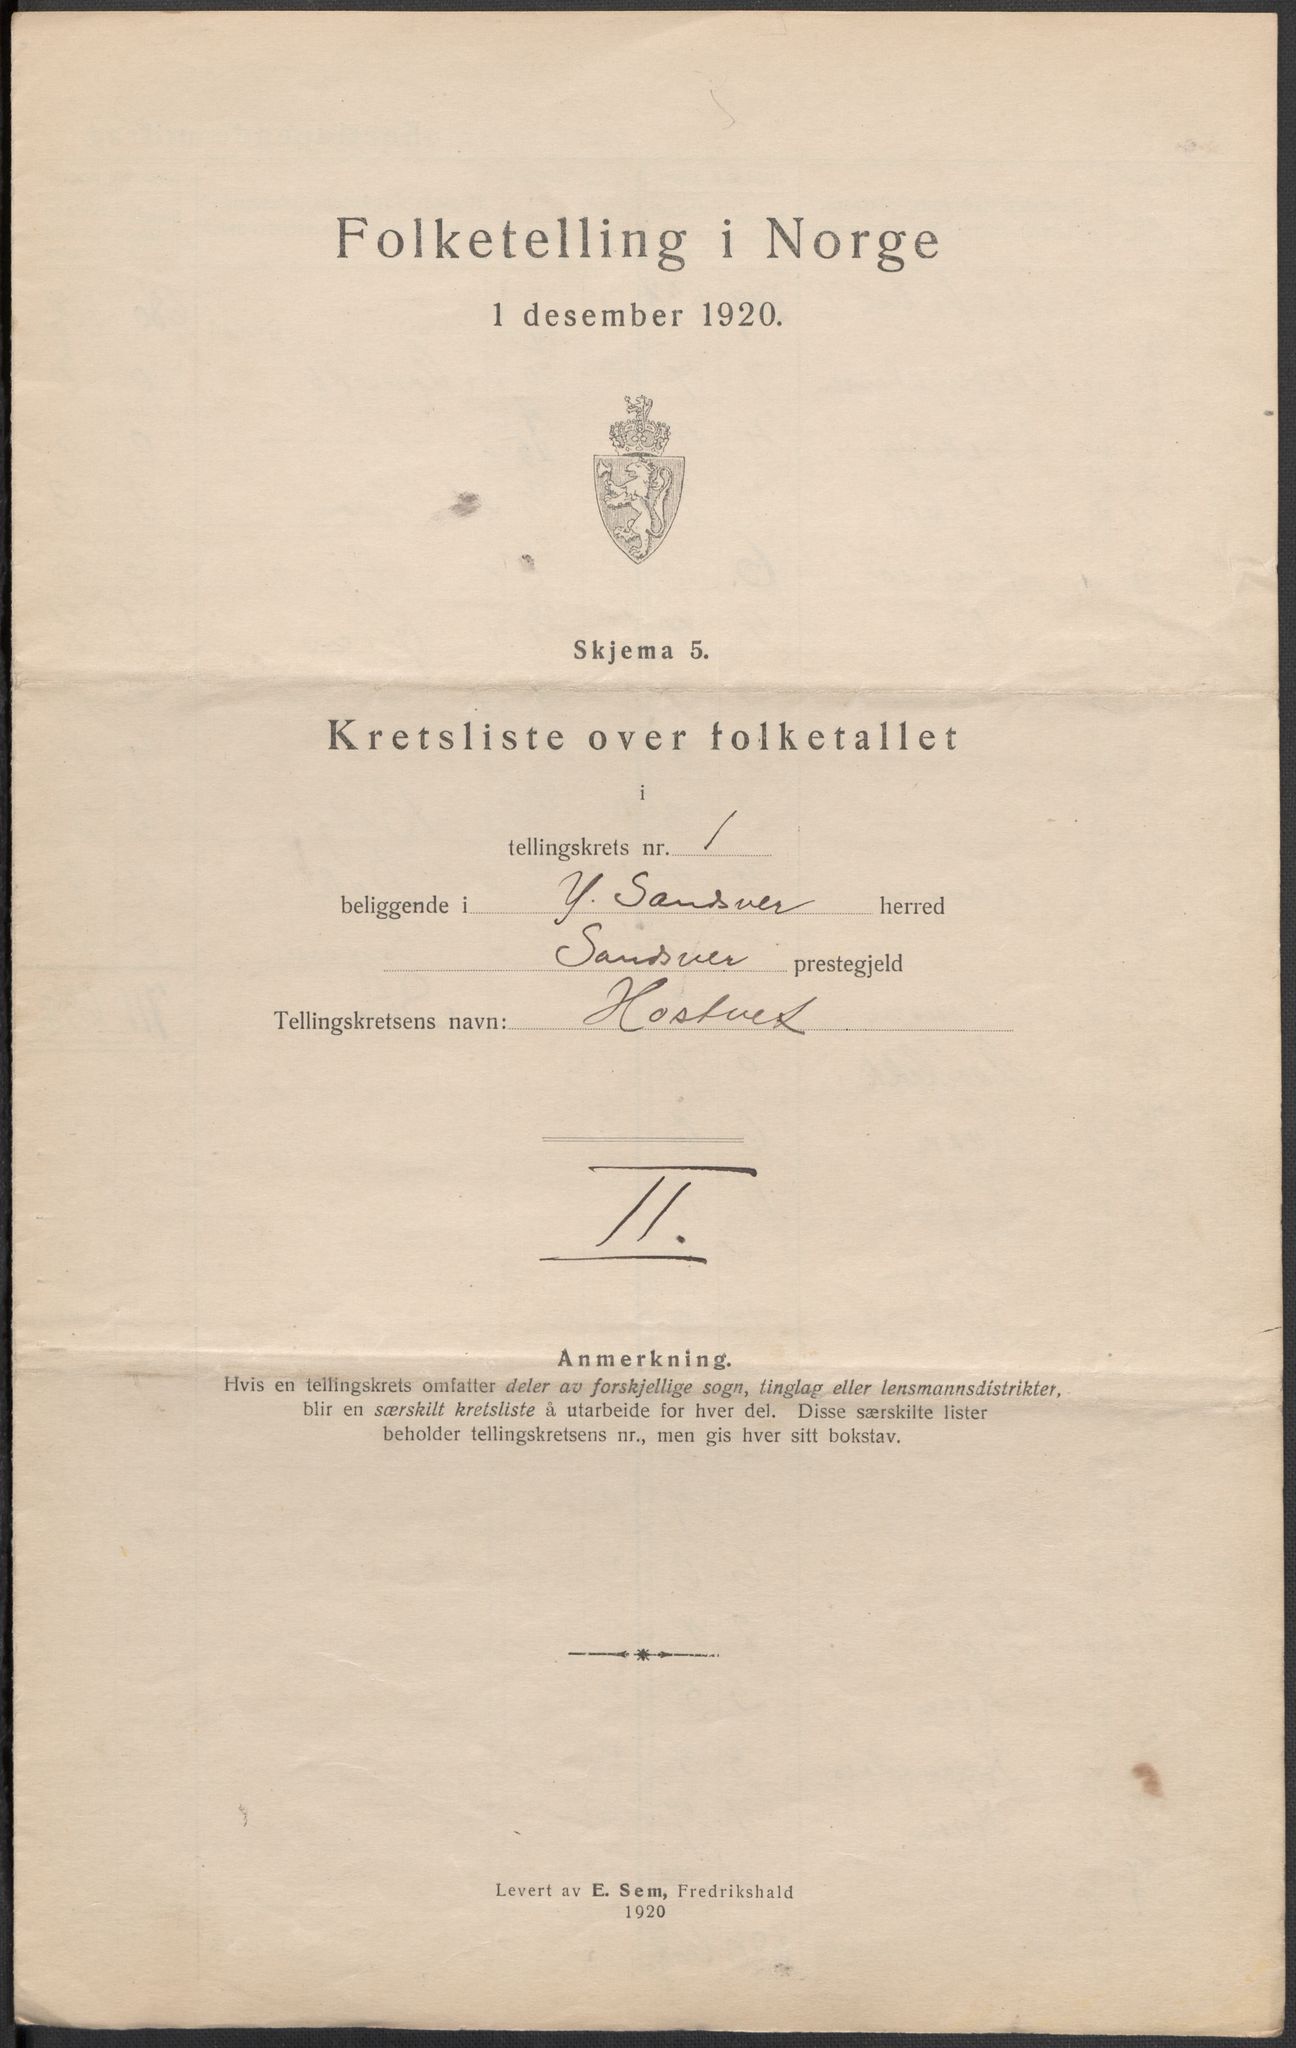 Folketelling i Norge
1 desember 1920.
Skjema 5.
Kretsliste over folketallet
i
tellingskrets nr. 1
beliggende i Y. Sandsver herred
Sandsver prestegjeld
Tellingskretsens navn: Hostvet
II.
Anmerkning.
Hvis en tellingskrets omfatter deler av forskjellige sogn, tinglag eller lensmannsdistrikter,
blir en særskilt kretsliste å utarbeide for hver del. Disse særskilte lister
beholder tellingskretsens nr., men gis hver sitt bokstav.
Levert av E. Sem, Fredrikshald
1920